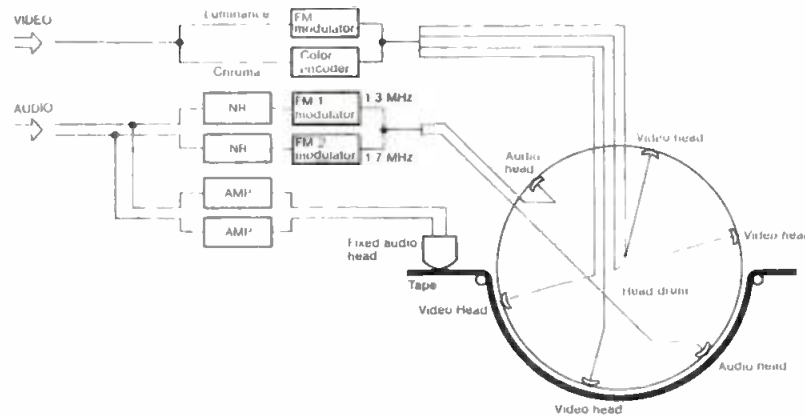 VIDEO
Luminance
FM
modulator
Color
encoder
Chroma
AUDIO
NR
FM 1
modulator
1 3 MHz
NR
FM 2
modulator
1 7 MHz
AMP
AMP
Fixed audio
head
Tape
Audio
head
Video head
Video head
Head drum
Video Head
Audio head
Video head